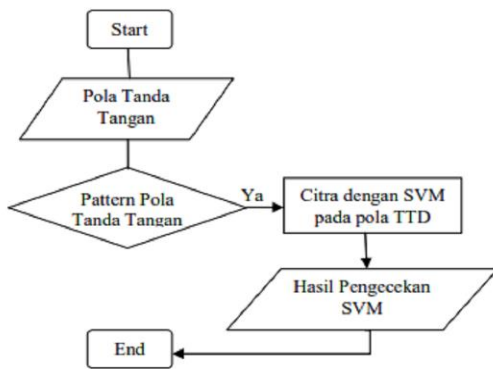 Start
Pola Tanda
Tangan
Pattern Pola
Tanda Tangan
Ya
Citra dengan SVM
pada pola TTD
Hasil Pengecekan
SVM
End